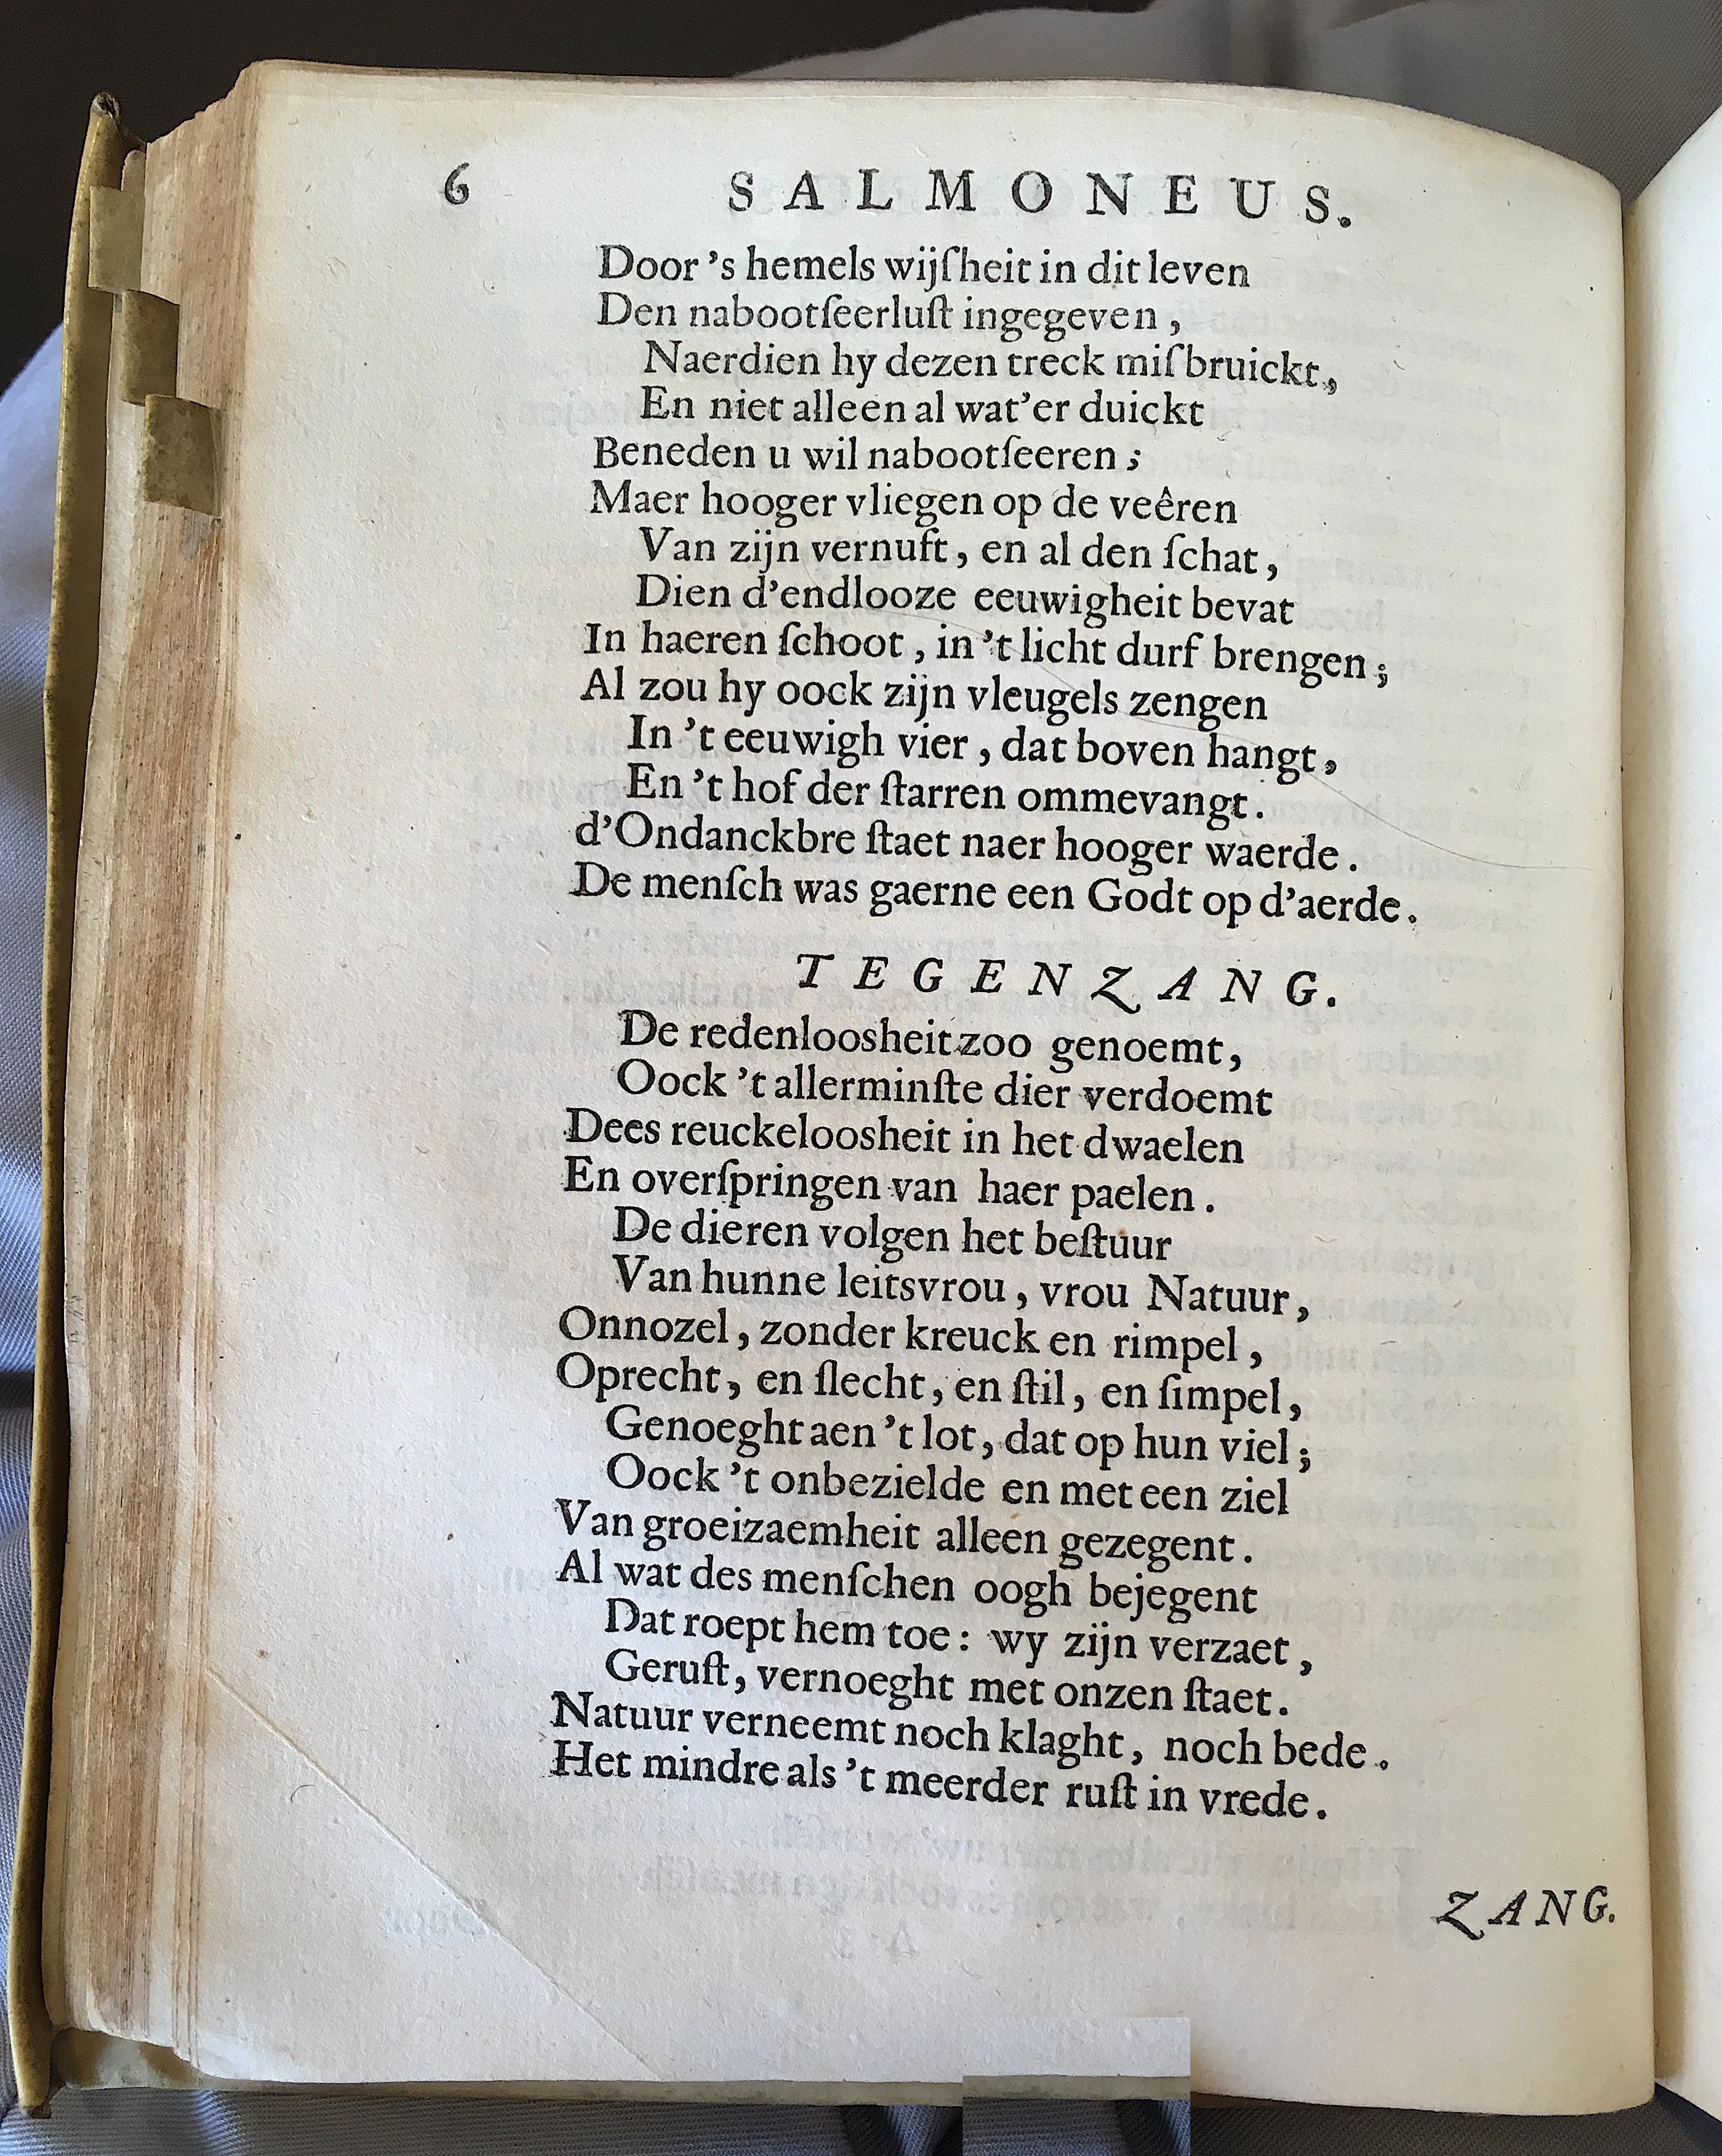 6 SALMONEUS.
Door 's hemels wijſheit in dit leven
Den nabootſeerluſt ingegeven ,
Naerdien hy dezen treck miſbruickt,
En niet alleen al wat'er duickt
Beneden u wil nabootſeeren ;
Maer hooger vliegen op de veêren
Van zijn vernuft , en al den ſchat ,
Dien d'endlooze eeuwigheit bevat
In haeren ſchoot , in 't licht durf brengen ;
Al zou hy oock zijn vleugels zengen
In 't eeuwigh vier , dat boven hangt ,
En 't hof der ſtarren ommevangt .
d'Ondanckbre ſtaet naer hooger waerde .
De menſch was gaerne een Godt op d'aerde .
TEGENZANG.
De redenloosheit zoo genoemt,
Oock 't allerminſte dier verdoemt
Dees reuckeloosheit in het dwaelen
En overſpringen van haer paelen .
De dieren volgen het beſtuur
Van hunne leitsvrou , vrou Natuur ,
Onnozel , zonder kreuck en rimpel ,
Oprecht , en ſlecht , en ſtil , en ſimpel ,
Genoeght aen 't lot , dat op hun viel ;
Oock 't onbezielde en met een ziel
Van groeizaemheit alleen gezegent .
Al wat des menſchen oogh bejegent
Dat roept hem toe : wy zijn verzaet ,
Geruſt , vernoeght met onzen ſtaet .
Natuur verneemt noch klaght , noch bede .
Het mindre als 't meerder ruſt in vrede .
ZANG.